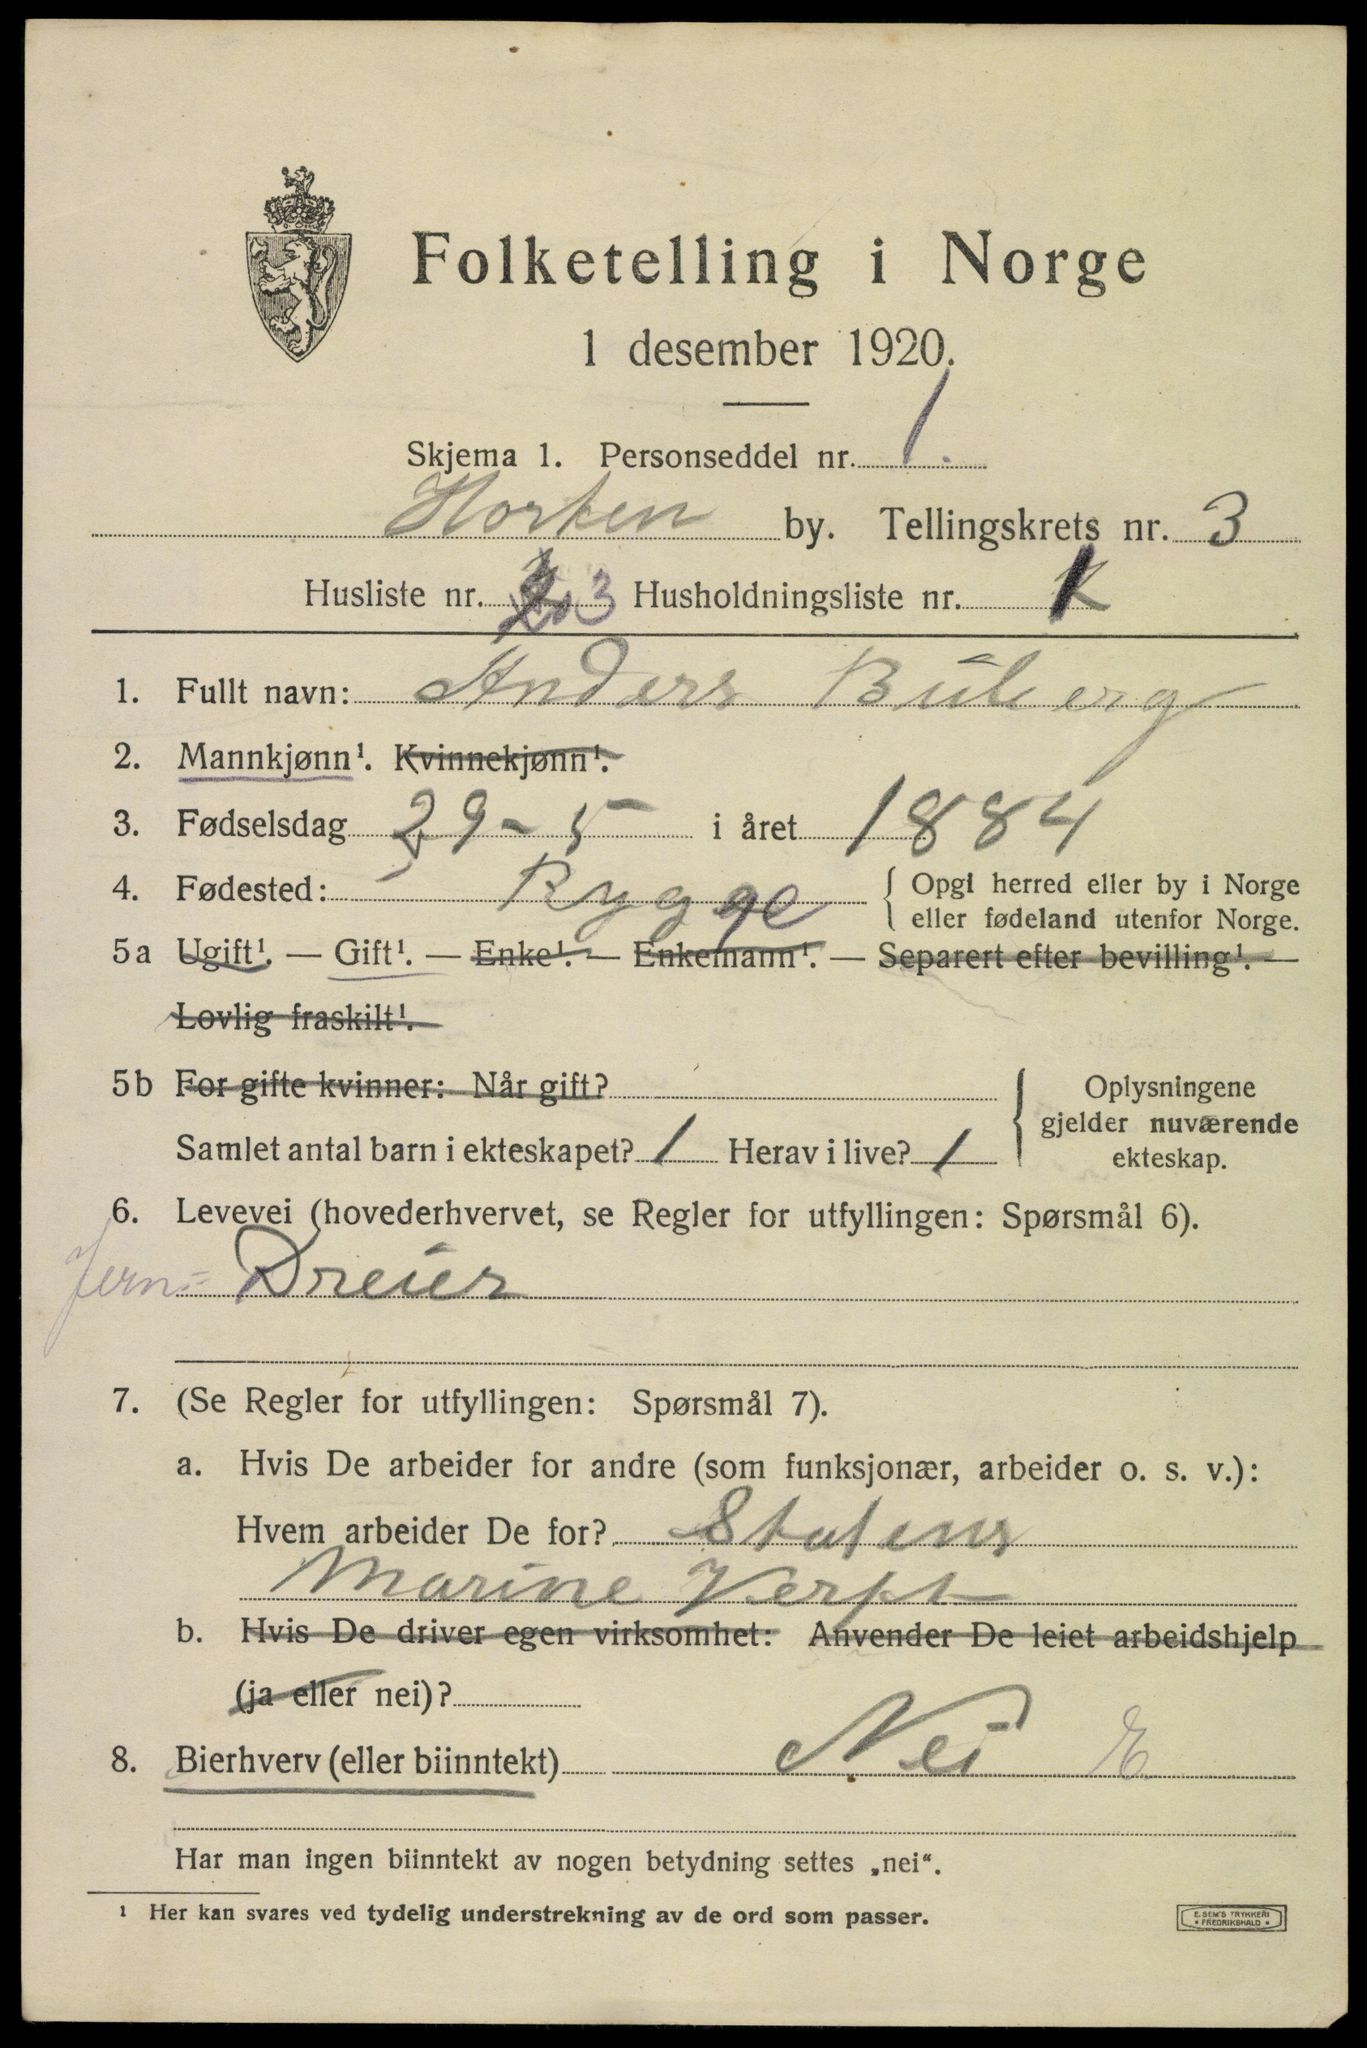 Folketelling i Norge
1 desember 1920.
Skjema 1. Personseddel nr. 1.
Horten by. Tellingskrets nr. 3
Husliste nr. 3 Husholdningsliste nr. 1
1. Fullt navn: Anders
2. Mannkjønn¹. Kvinnekjønn¹.
3. Fødselsdag 29-5 i året 1884
4. Fødested: Rygge { Opgi herred eller by i Norge
eller fødeland utenfor Norge.
5a Ugift¹. — Gift¹. — Enke¹. — Enkemann¹. — Separert efter bevilling¹. —
Lovlig fraskilt¹.
5b For gifte kvinner: Når gift?
Samlet antal barn i ekteskapet? 1 Herav i live? 1
{ Oplysningene
gjelder nuværende
ekteskap.
6. Levevei (hovederhvervet, se Regler for utfyllingen: Spørsmål 6).
Jern= Dreier
7. (Se Regler for utfyllingen: Spørsmål 7).
a. Hvis De arbeider for andre (som funksjonær, arbeider o. s. v.):
Hvem arbeider De for? Statens
Marine Verft
b. Hvis De driver egen virksomhet: Anvender De leiet arbeidshjelp
(ja eller nei)?
8. Bierhverv (eller biinntekt) Nei E
Har man ingen biinntekt av nogen betydning settes „nei“.
¹ Her kan svares ved tydelig understrekning av de ord som passer.
E. SEM'S TRYKKERI
* FREDRIKSHALD *